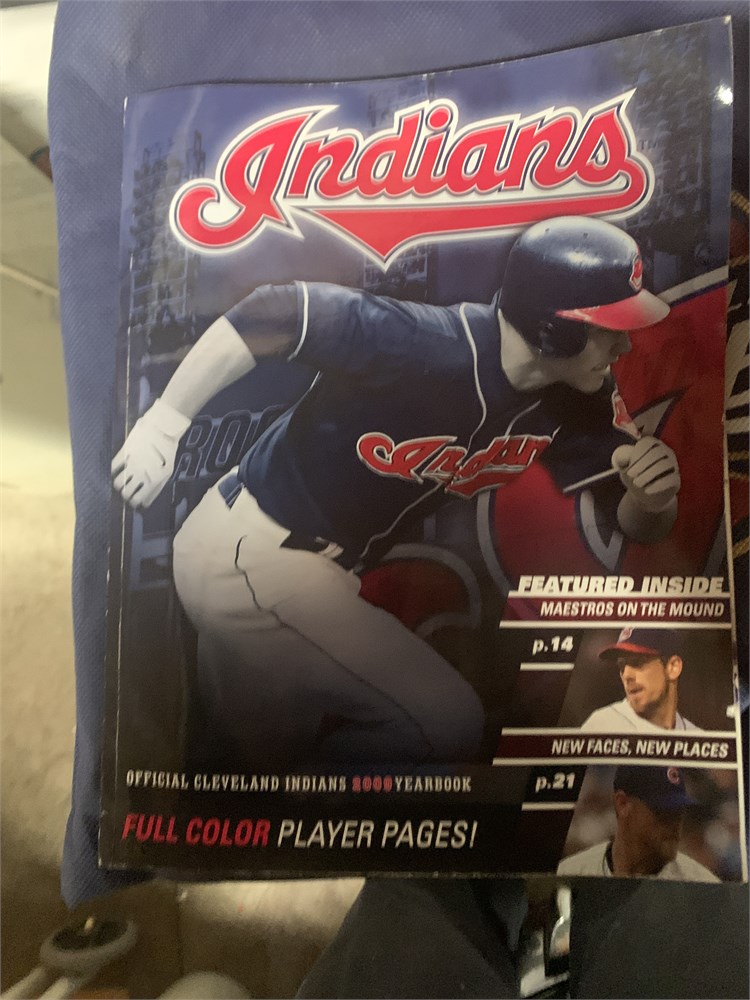 Indians
Indians
FEATURED INSIDE
MAESTROS ON THE MOUND
p.14
NEW FACES, NEW PLACES
p.21
OFFICIAL CLEVELAND INDIANS 2009 YEARBOOK
FULL COLOR PLAYER PAGES!